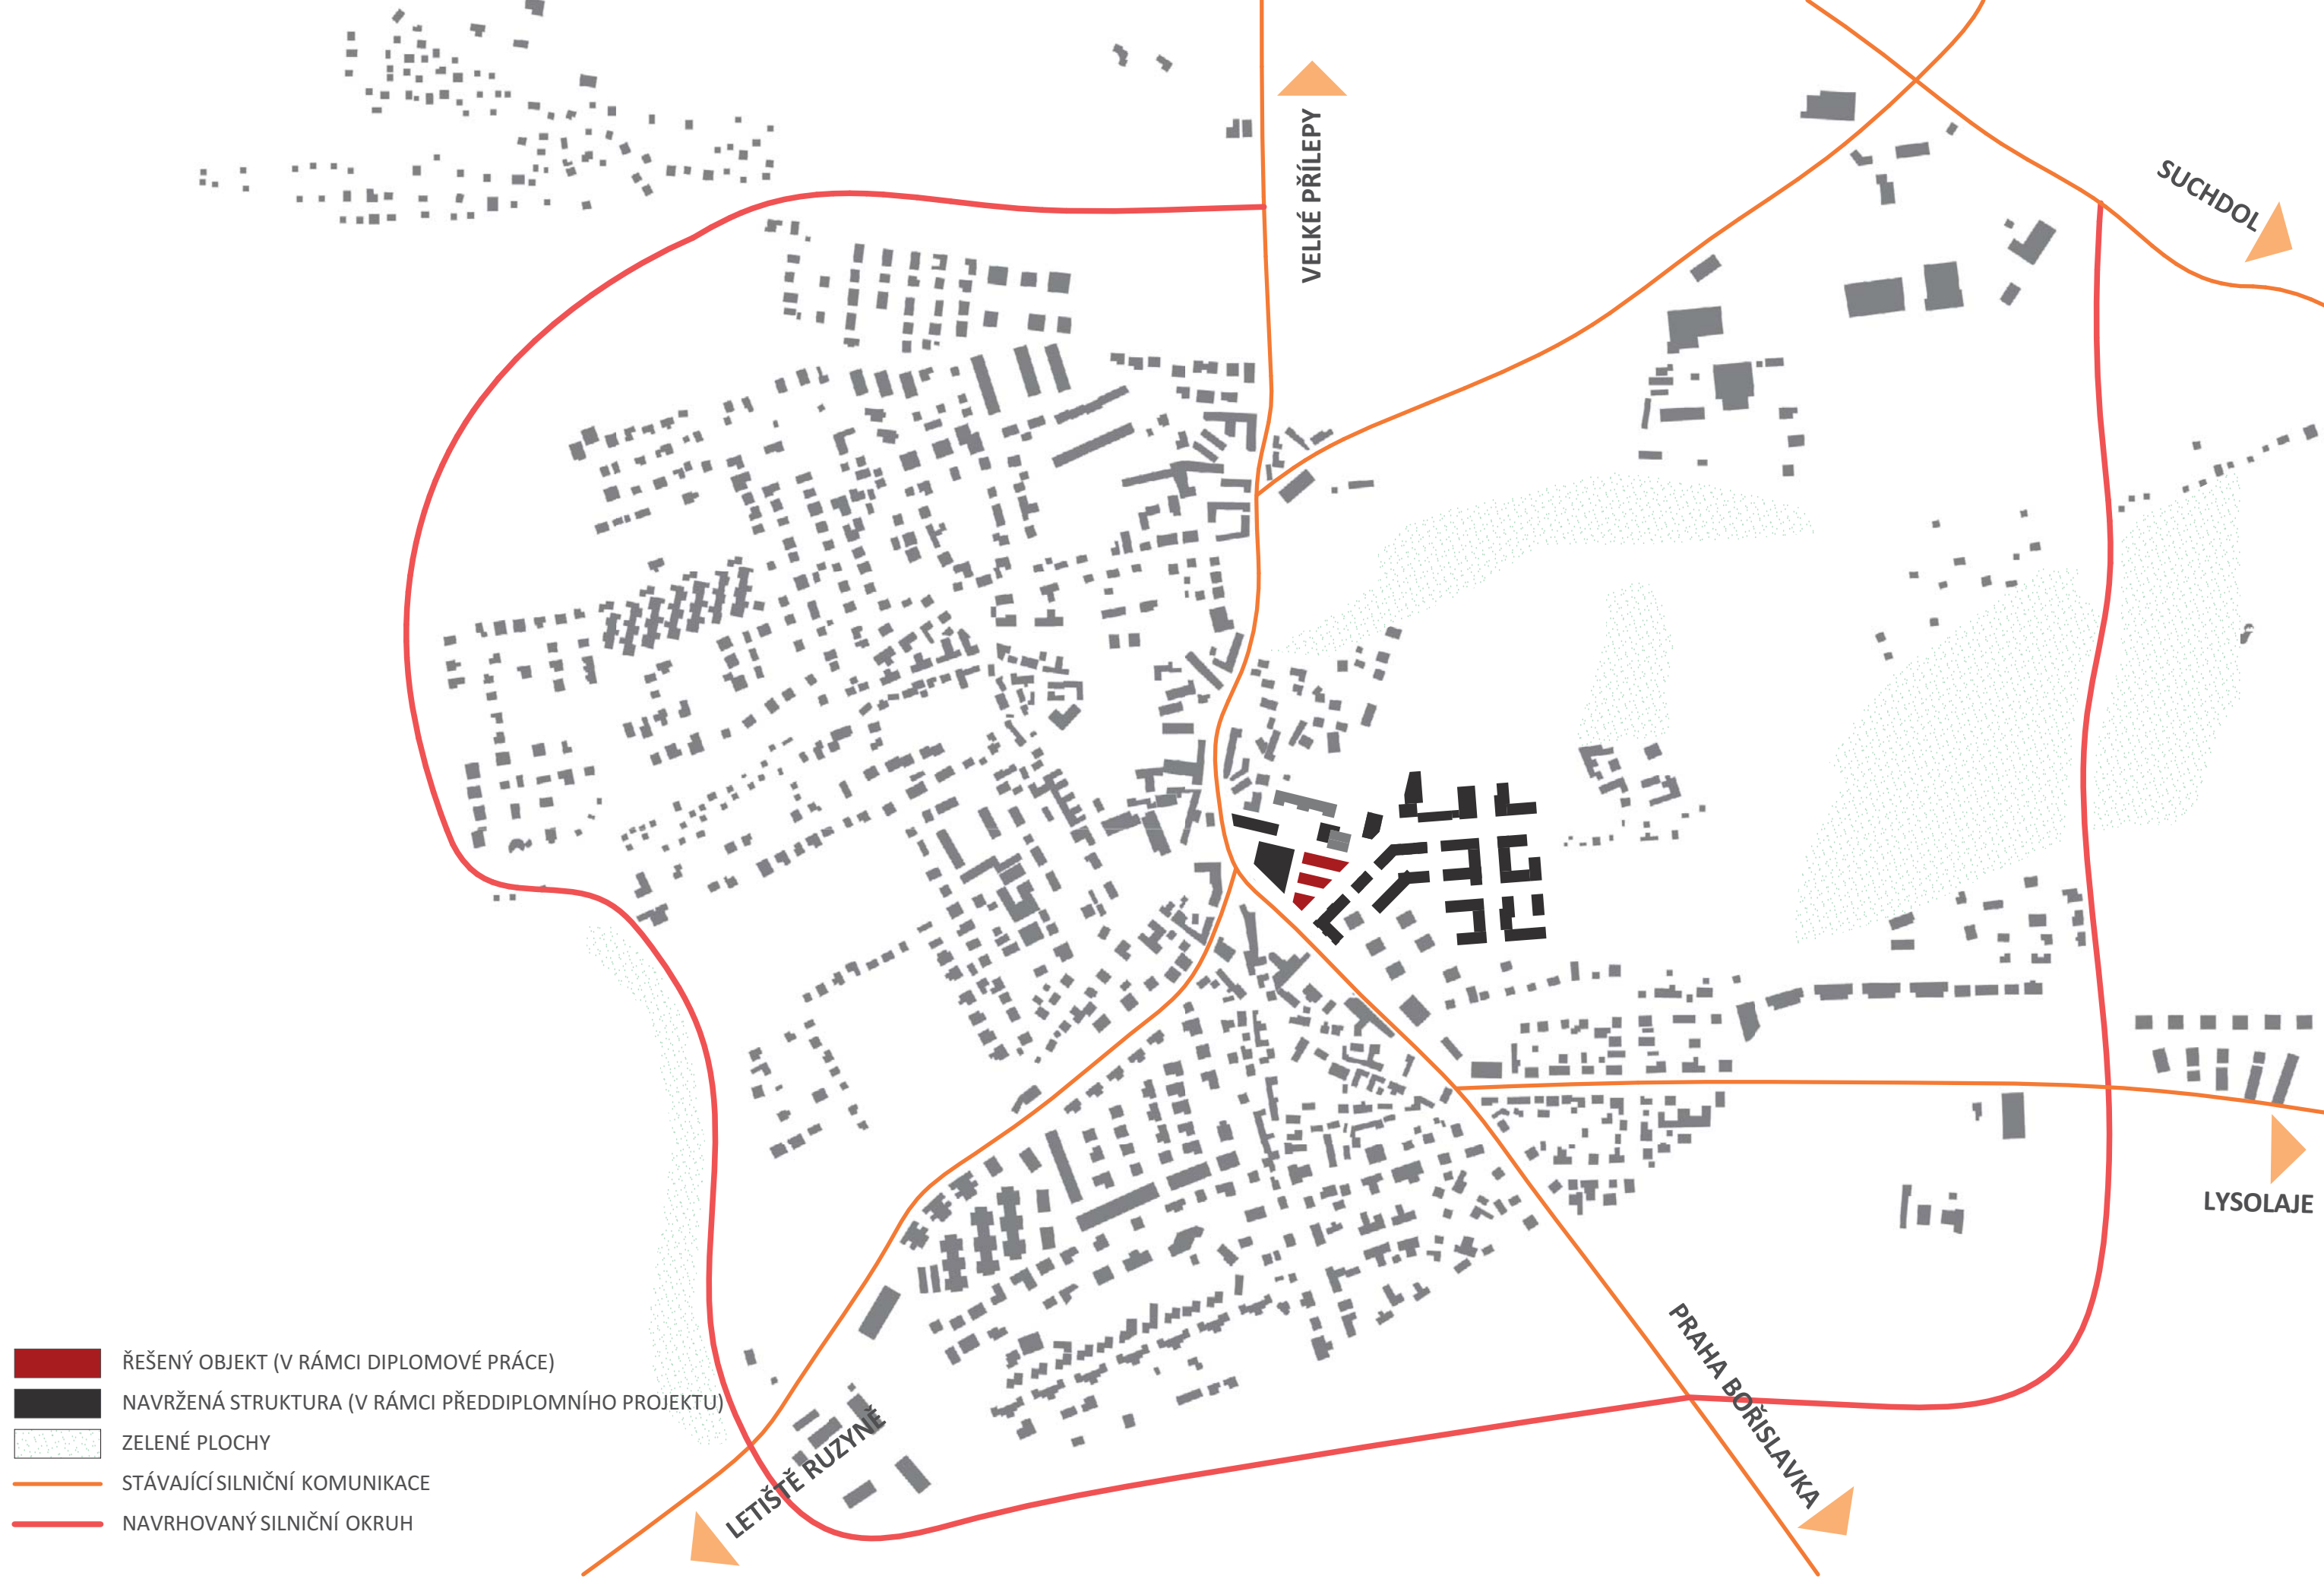 VELKÉ PŘÍLEPY
SUCHDOL
LYSOLAJE
PRAHA BOŘISLAVKA
LETIŠTĚ RUZYNĚ
ŘEŠENÝ OBJEKT (V RÁMCI DIPLOMOVÉ PRÁCE)
NAVRŽENÁ STRUKTURA (V RÁMCI PŘEDDIPLOMNÍHO PROJEKTU)
ZELENÉ PLOCHY
STÁVAJÍCÍ SILNIČNÍ KOMUNIKACE
NAVRHOVANÝ SILNIČNÍ OKRUH